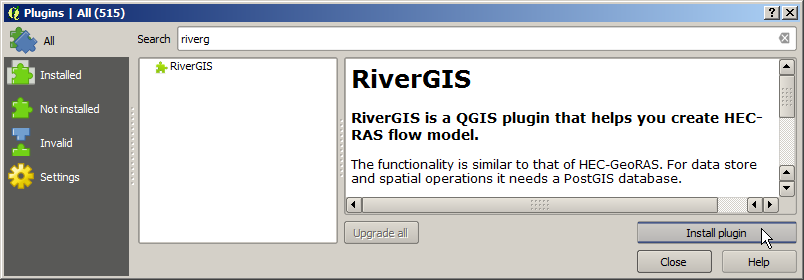 Plugins | All (515)
All
Installed
Not installed
Invalid
Settings
Search
riverg
RiverGIS
RiverGIS
RiverGIS is a QGIS plugin that helps you create HEC-
RAS flow model.
The functionality is similar to that of HEC-GeoRAS. For data store
and spatial operations it needs a PostGIS database.
Upgrade all
Install plugin
Close
Help